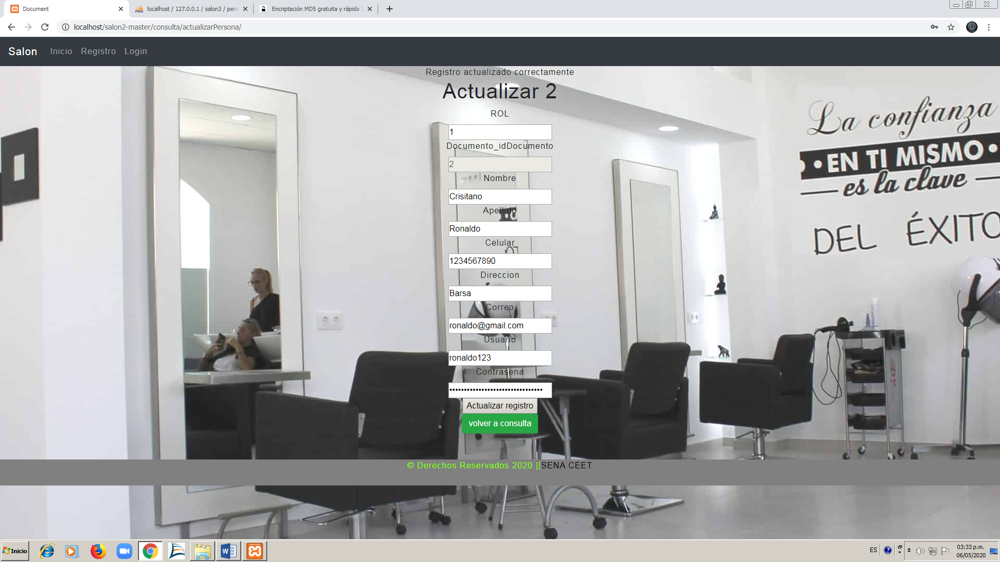 Document
localhost / 127.0.0.1 / salon3 / pers
Encriptación MD5 gratuita y rápida
localhost/salon2-master/consulta/actualizarPersona/
Salon Inicio Registro Login
Registro actualizado correctamente
Actualizar 2
ROL
1
Documento_idDocumento
2
Nombre
Crisitano
Apellido
Ronaldo
Celular
1234567890
Direccion
Barsa
Correo
ronaldo@gmail.com
Usuario
ronaldo123
Contrasena
••••••••••••••••••••••••••••••••
Actualizar registro
volver a consulta
La confianza
EN TI MISMO
es la clave
DEL ÉXITO
© Derechos Reservados 2020 ||SENA CEET
Inicio
ES
03:33 p.m.
06/05/2020